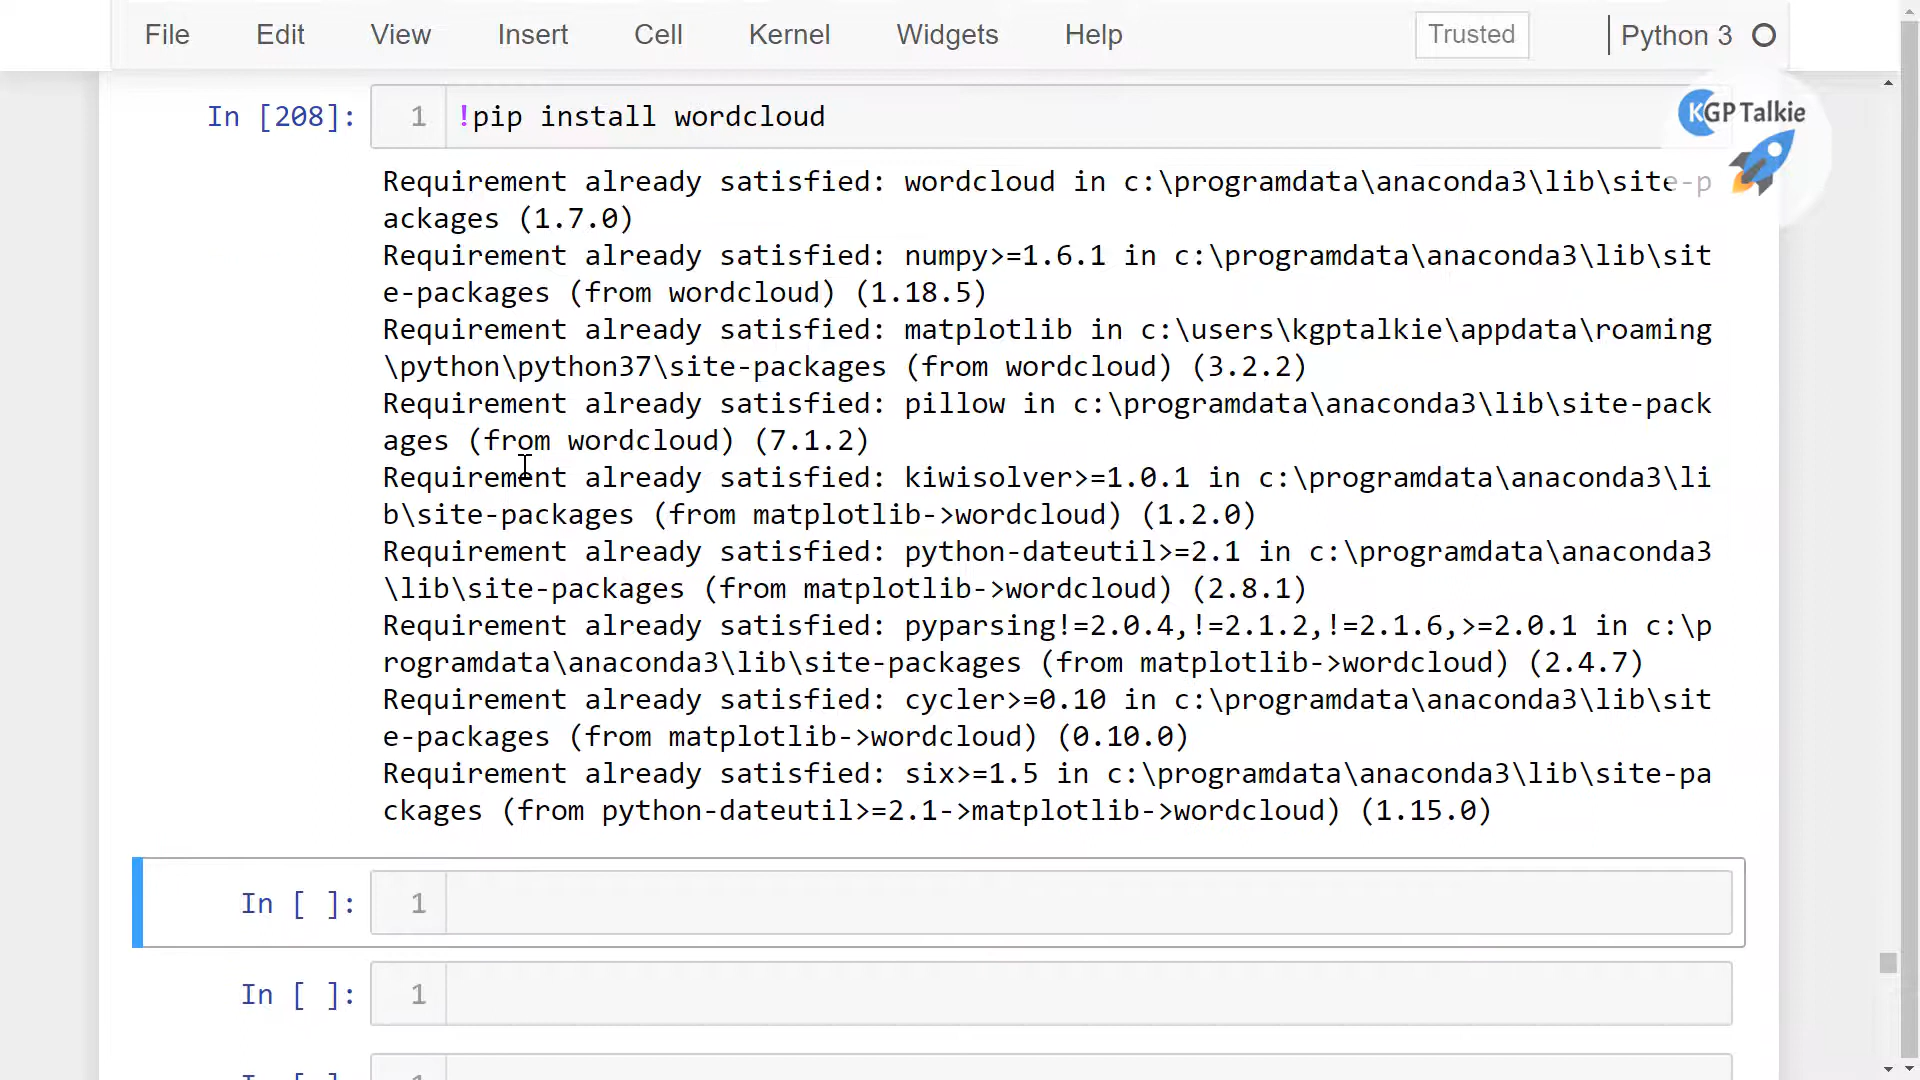 File Edit View Insert Cell Kernel Widgets Help Trusted Python 3
KGP Talkie
In [208]: 1 !pip install wordcloud
Requirement already satisfied: wordcloud in c:\programdata\anaconda3\lib\site-p
ackages (1.7.0)
Requirement already satisfied: numpy>=1.6.1 in c:\programdata\anaconda3\lib\sit
e-packages (from wordcloud) (1.18.5)
Requirement already satisfied: matplotlib in c:\users\kgptalkie\appdata\roaming
\python\python37\site-packages (from wordcloud) (3.2.2)
Requirement already satisfied: pillow in c:\programdata\anaconda3\lib\site-pack
ages (from wordcloud) (7.1.2)
Requirement already satisfied: kiwisolver>=1.0.1 in c:\programdata\anaconda3\li
b\site-packages (from matplotlib->wordcloud) (1.2.0)
Requirement already satisfied: python-dateutil>=2.1 in c:\programdata\anaconda3
\lib\site-packages (from matplotlib->wordcloud) (2.8.1)
Requirement already satisfied: pyparsing!=2.0.4,!=2.1.2,!=2.1.6,>=2.0.1 in c:\p
rogramdata\anaconda3\lib\site-packages (from matplotlib->wordcloud) (2.4.7)
Requirement already satisfied: cycler>=0.10 in c:\programdata\anaconda3\lib\sit
e-packages (from matplotlib->wordcloud) (0.10.0)
Requirement already satisfied: six>=1.5 in c:\programdata\anaconda3\lib\site-pa
ckages (from python-dateutil>=2.1->matplotlib->wordcloud) (1.15.0)
In [ ]: 1
In [ ]: 1